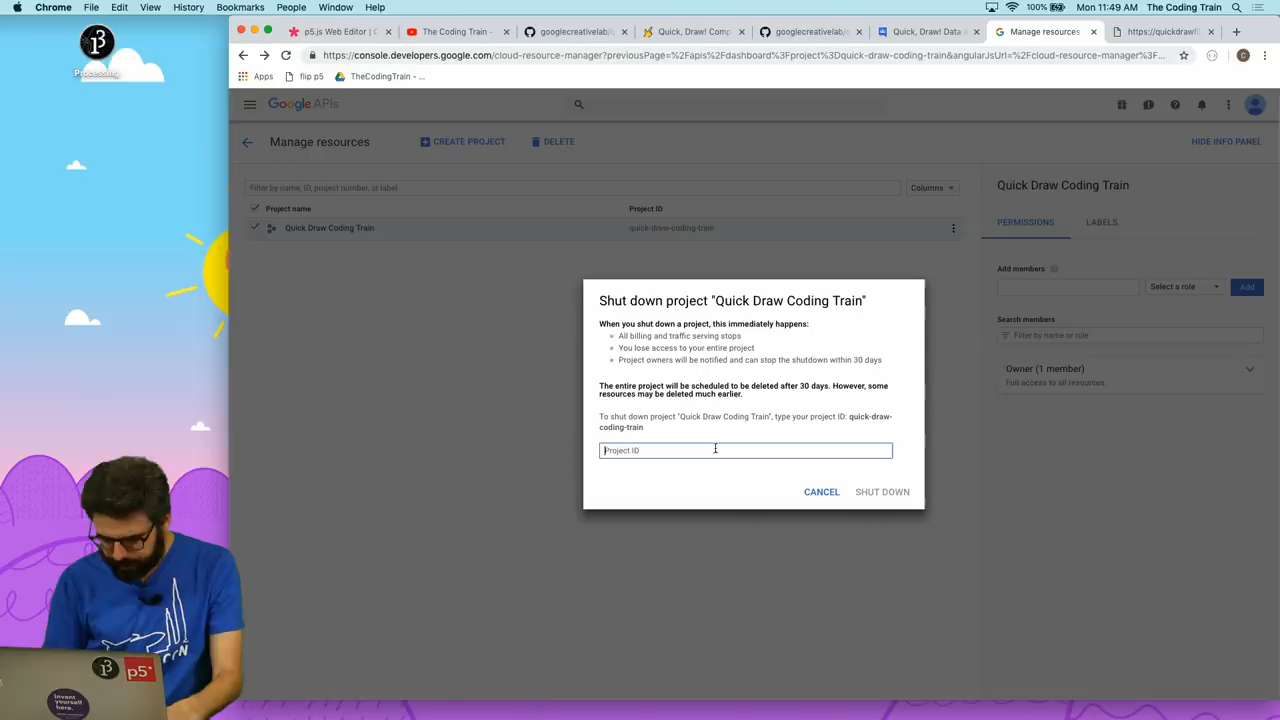 Chrome File Edit View History Bookmarks People Window Help 100% Mon 11:49 AM The Coding Train
Processing
p5.js Web Editor | C
The Coding Train -
googlecreativelab/q
Quick, Draw! Comp
googlecreativelab/
Quick, Draw! Data
Manage resources
https://quickdrawfi
https://console.developers.google.com/cloud-resource-manager?previousPage=%2Fapis%2Fdashboard%3Fproject%3Dquick-draw-coding-train&angularJsUrl=%2Fcloud-resource-manager%3F...
Apps flip p5 TheCodingTrain - ...
Google APIs
Manage resources CREATE PROJECT DELETE HIDE INFO PANEL
Filter by name, ID, project number, or label Columns
Project name Project ID
Quick Draw Coding Train quick-draw-coding-train
Quick Draw Coding Train
PERMISSIONS LABELS
Add members
Select a role Add
Search members
Filter by name or role
Owner (1 member)
Full access to all resources.
Shut down project "Quick Draw Coding Train"
When you shut down a project, this immediately happens:
All billing and traffic serving stops
You lose access to your entire project
Project owners will be notified and can stop the shutdown within 30 days
The entire project will be scheduled to be deleted after 30 days. However, some
resources may be deleted much earlier.
To shut down project "Quick Draw Coding Train", type your project ID: quick-draw-
coding-train
Project ID
CANCEL SHUT DOWN
p5*
Invent
yourself
here.